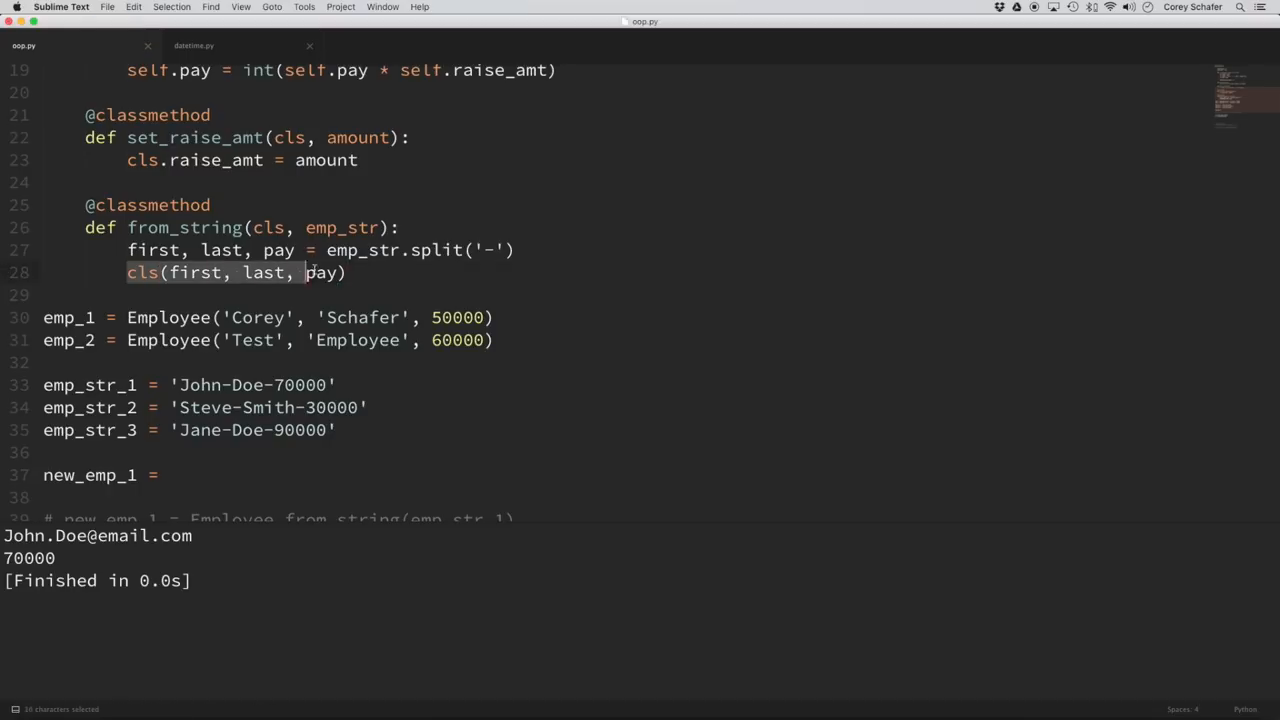 Sublime Text File Edit Selection Find View Goto Tools Project Window Help Corey Schafer
oop.py
oop.py datetime.py
19 self.pay = int(self.pay * self.raise_amt)
20
21 @classmethod
22 def set_raise_amt(cls, amount):
23 cls.raise_amt = amount
24
25 @classmethod
26 def from_string(cls, emp_str):
27 first, last, pay = emp_str.split('-')
28 cls(first, last, pay)
29
30 emp_1 = Employee('Corey', 'Schafer', 50000)
31 emp_2 = Employee('Test', 'Employee', 60000)
32
33 emp_str_1 = 'John-Doe-70000'
34 emp_str_2 = 'Steve-Smith-30000'
35 emp_str_3 = 'Jane-Doe-90000'
36
37 new_emp_1 =
38
39 # new_emp_1 = Employee.from_string(emp_str_1)
John.Doe@email.com
70000
[Finished in 0.0s]
characters selected Spaces: 4 Python